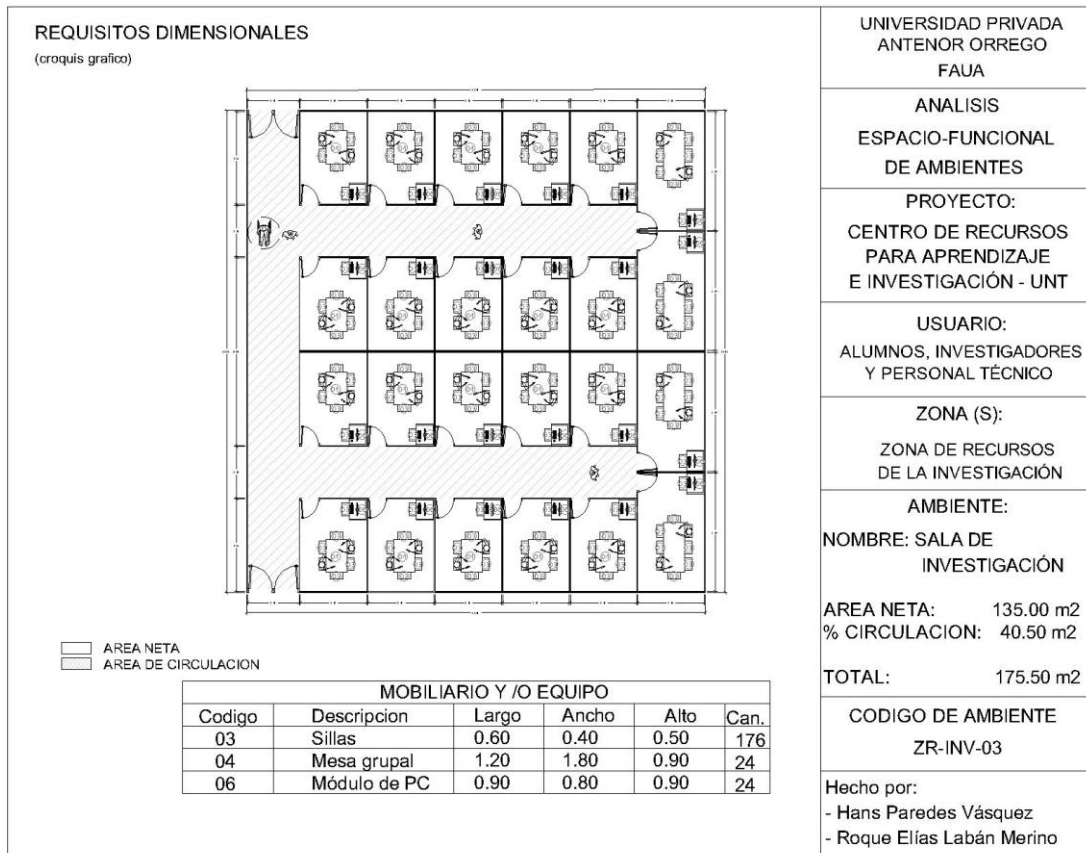 REQUISITOS DIMENSIONALES
(croquis grafico)
AREA NETA
AREA DE CIRCULACION
MOBILIARIO Y /O EQUIPO
Codigo Descripcion Largo Ancho Alto Can.
03 Sillas 0.60 0.40 0.50 176
04 Mesa grupal 1.20 1.80 0.90 24
06 Módulo de PC 0.90 0.80 0.90 24
UNIVERSIDAD PRIVADA
ANTENOR ORREGO
FAUA
ANALISIS
ESPACIO-FUNCIONAL
DE AMBIENTES
PROYECTO:
CENTRO DE RECURSOS
PARA APRENDIZAJE
E INVESTIGACIÓN - UNT
USUARIO:
ALUMNOS, INVESTIGADORES
Y PERSONAL TÉCNICO
ZONA (S):
ZONA DE RECURSOS
DE LA INVESTIGACIÓN
AMBIENTE:
NOMBRE: SALA DE
INVESTIGACIÓN
AREA NETA: 135.00 m2
% CIRCULACION: 40.50 m2
TOTAL: 175.50 m2
CODIGO DE AMBIENTE
ZR-INV-03
Hecho por:
- Hans Paredes Vásquez
- Roque Elías Labán Merino